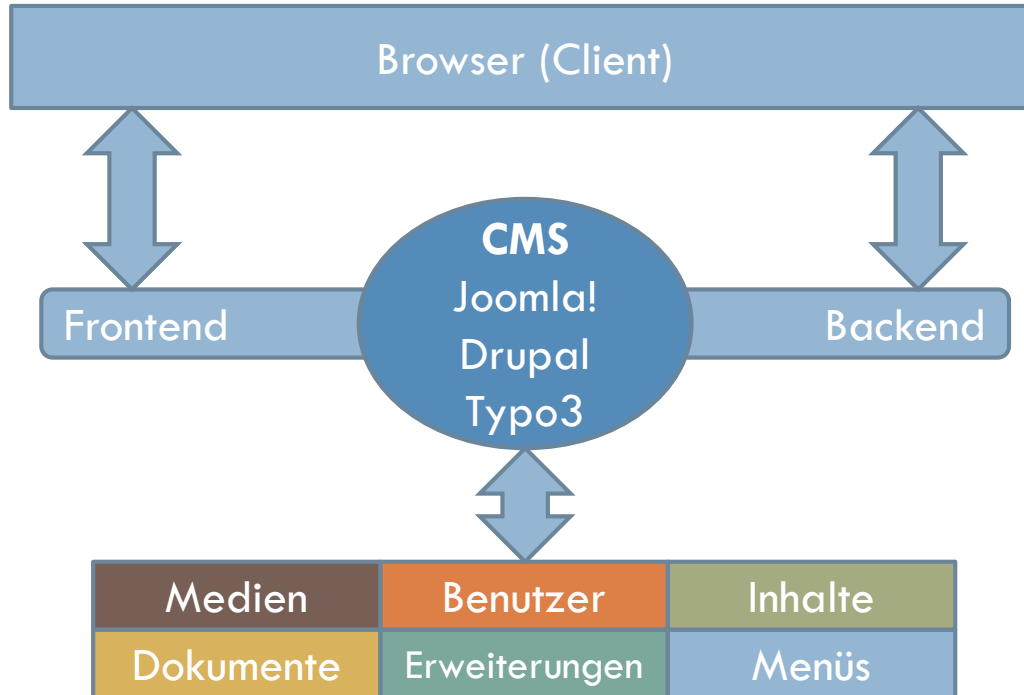 Browser (Client)
CMS
Joomla!
Drupal
Typo3
Frontend
Backend
Medien
Benutzer
Inhalte
Dokumente
Erweiterungen
Menüs